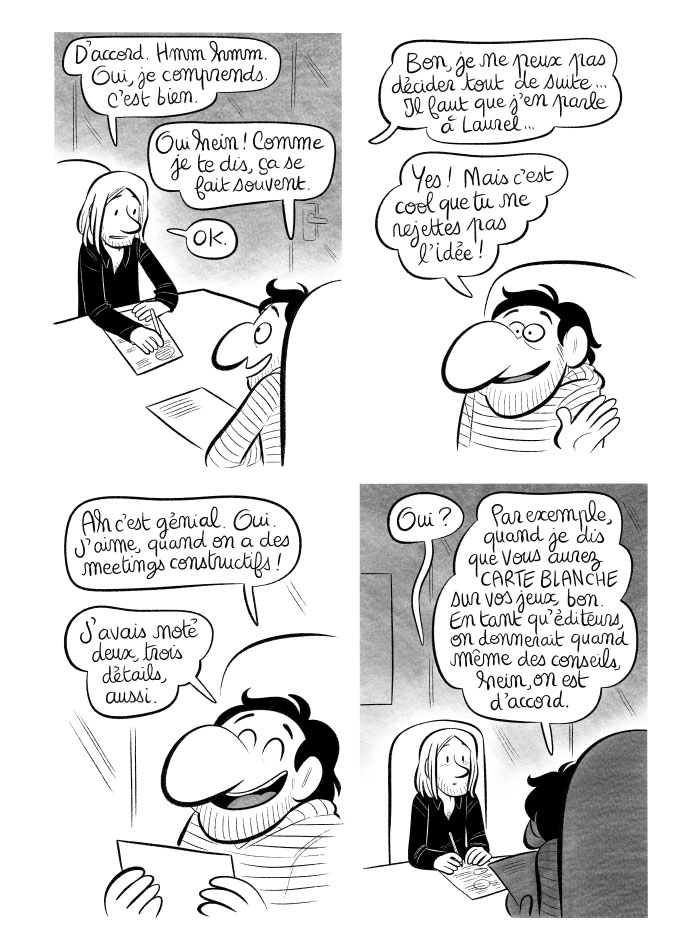 D'accord. Hmm hmm.
Oui, je comprends.
C'est bien.
Oui hein ! Comme
je te dis, ça se
fait souvent.
OK.
Bon, je ne peux pas
décider tout de suite...
Il faut que j'en parle
à Laurel...
Yes ! Mais c'est
cool que tu ne
rejettes pas
l'idée !
Ah c'est génial. Oui.
J'aime, quand on a des
meetings constructifs !
J'avais noté
deux, trois
détails,
aussi.
Oui ?
Par exemple,
quand je dis
que vous aurez
CARTE BLANCHE
sur vos jeux, bon.
En tant qu'éditeurs,
on donnerait quand
même des conseils,
hein, on est
d'accord.